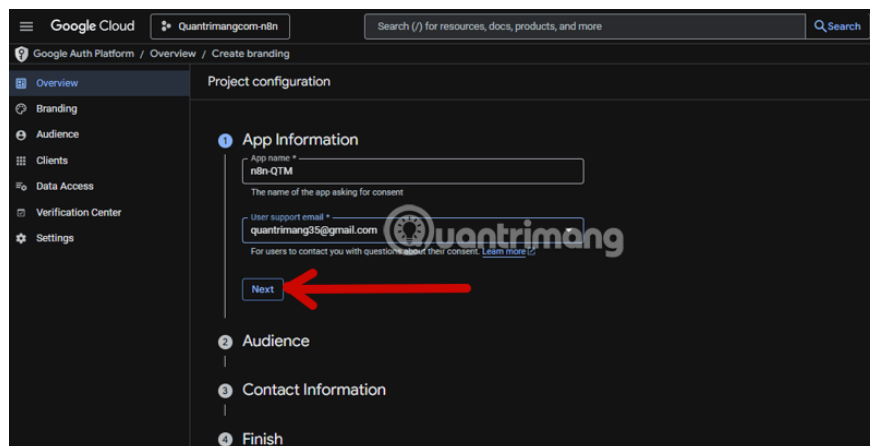 Google Cloud
Quantrimangcom-n8n
Search (/) for resources, docs, products, and more
Search
Google Auth Platform / Overview / Create branding
Overview
Project configuration
Branding
Audience
Clients
Data Access
Verification Center
Settings
1 App Information
App name *
n8n-QTM
The name of the app asking for consent
User support email *
quantrimang35@gmail.com
For users to contact you with questions about their consent. Learn more
Quantrimang
Next
2 Audience
3 Contact Information
4 Finish